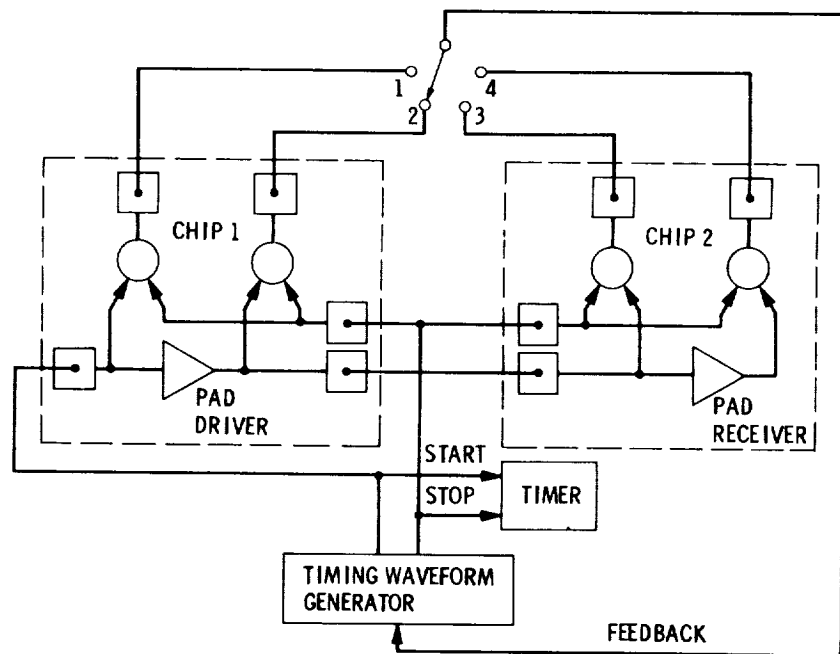 1
4
2
3
CHIP 1
CHIP 2
PAD
DRIVER
PAD
RECEIVER
START
STOP
TIMER
TIMING WAVEFORM
GENERATOR
FEEDBACK